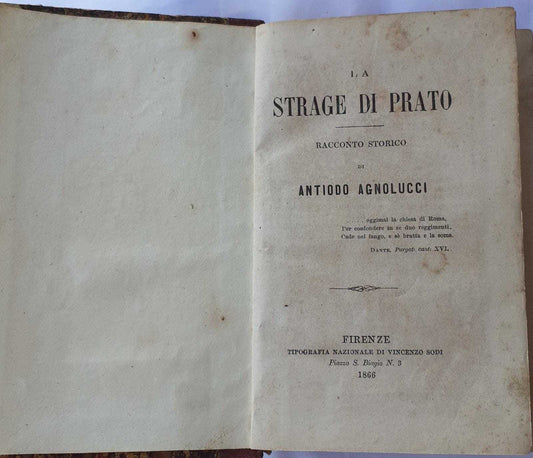 LA
STRAGE DI PRATO
RACCONTO STORICO
DI
ANTIODO AGNOLUCCI
. . . oggimai la chiesa di Roma,
Per confondere in se duo reggimenti,
Cade nel fango, e sè brutta e la soma.
DANTE, Purgat. cant. XVI.
FIRENZE
TIPOGRAFIA NAZIONALE DI VINCENZO SODI
Piazza S. Biagio N. 3
1866